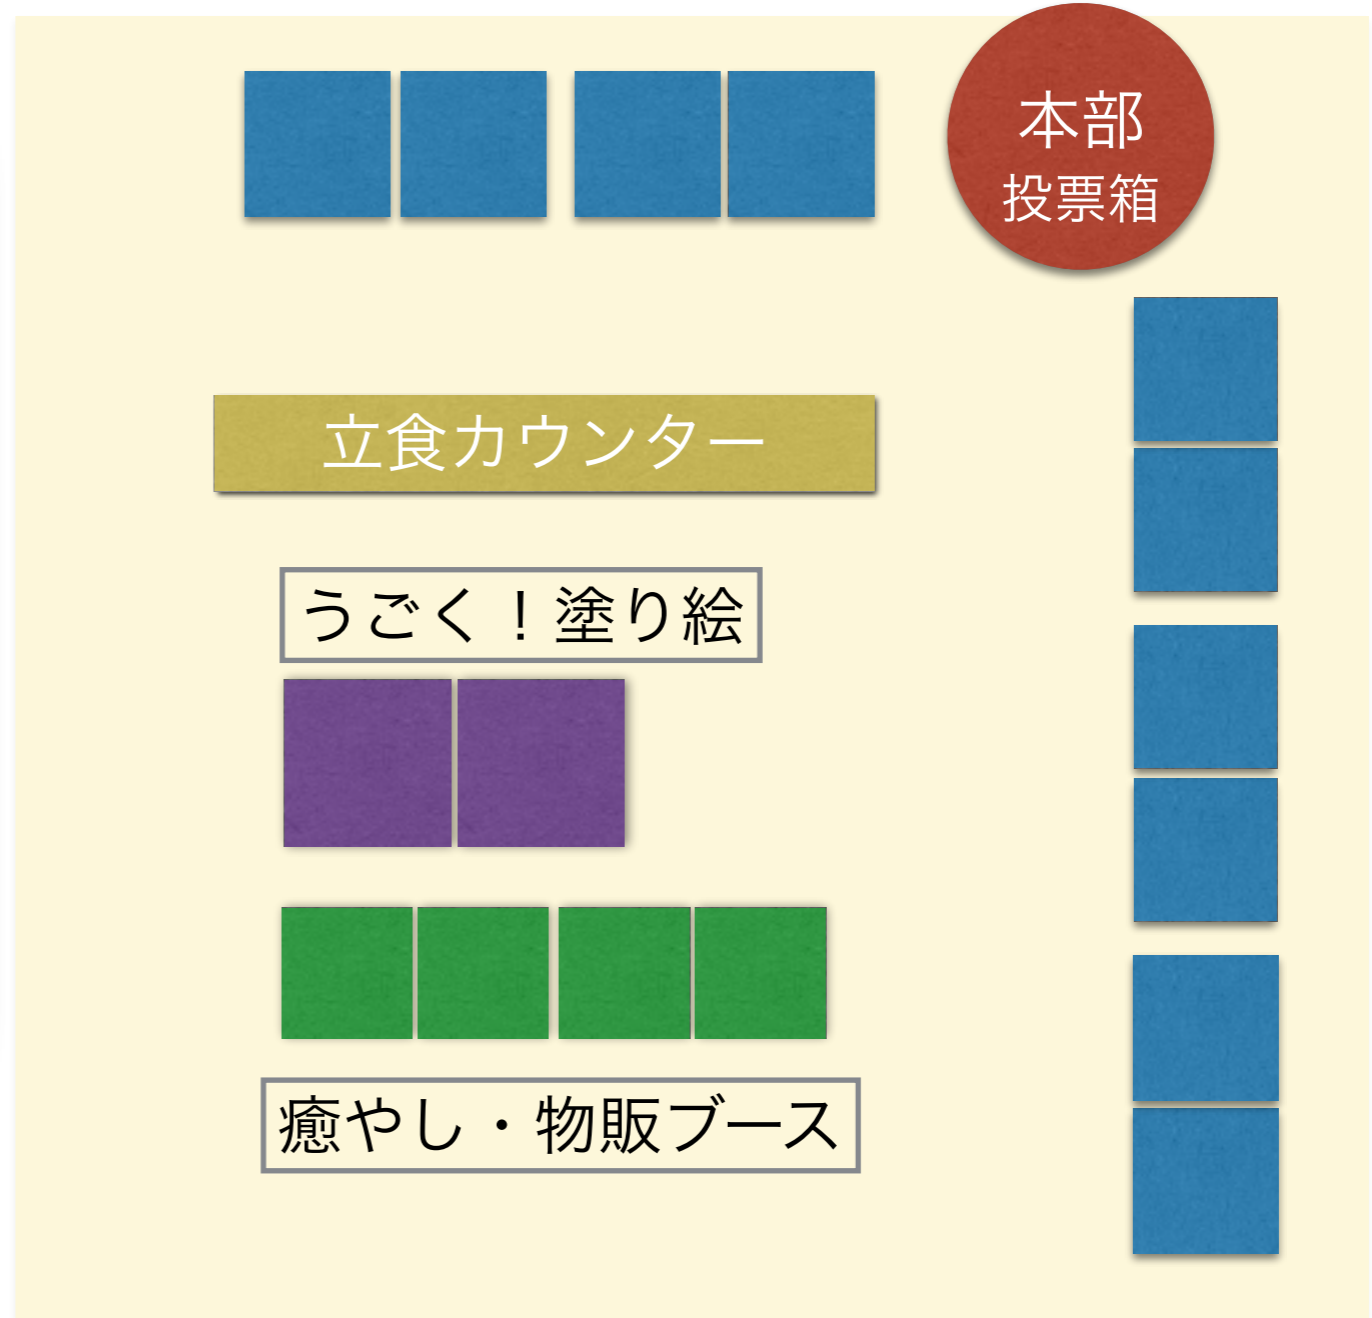 本部
投票箱
立食カウンター
うごく！塗り絵
癒やし・物販ブース